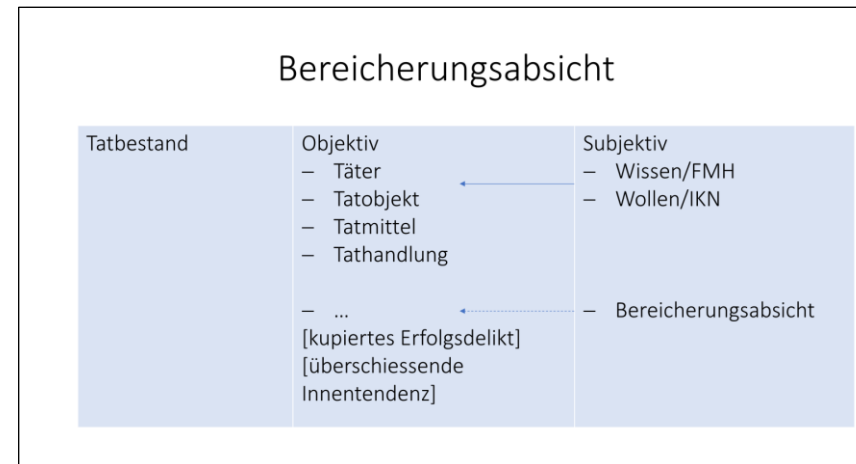 Bereicherungsabsicht
Tatbestand
Objektiv
– Täter
– Tatobjekt
– Tatmittel
– Tathandlung
– ...
[kupiertes Erfolgsdelikt]
[überschiessende
Innentendenz]
Subjektiv
– Wissen/FMH
– Wollen/IKN
– Bereicherungsabsicht